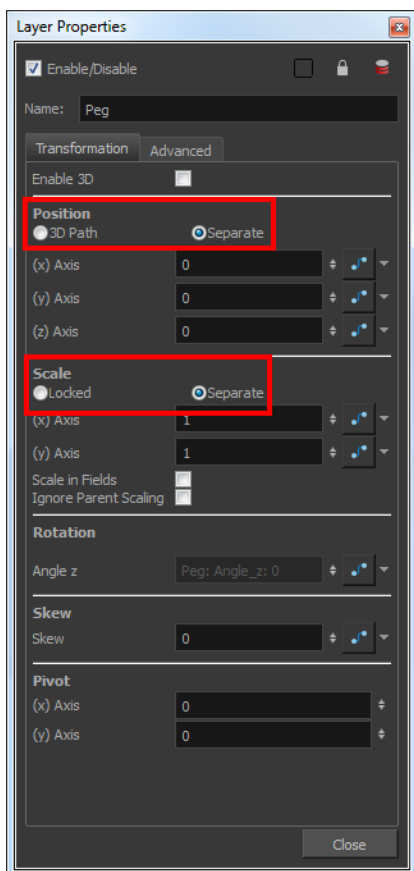 Layer Properties
Enable/Disable
Name: Peg
Transformation Advanced
Enable 3D
Position
3D Path Separate
(x) Axis 0
(y) Axis 0
(z) Axis 0
Scale
Locked Separate
(x) Axis 1
(y) Axis 1
Scale in Fields
Ignore Parent Scaling
Rotation
Angle z Peg: Angle_z: 0
Skew
Skew 0
Pivot
(x) Axis 0
(y) Axis 0
Close